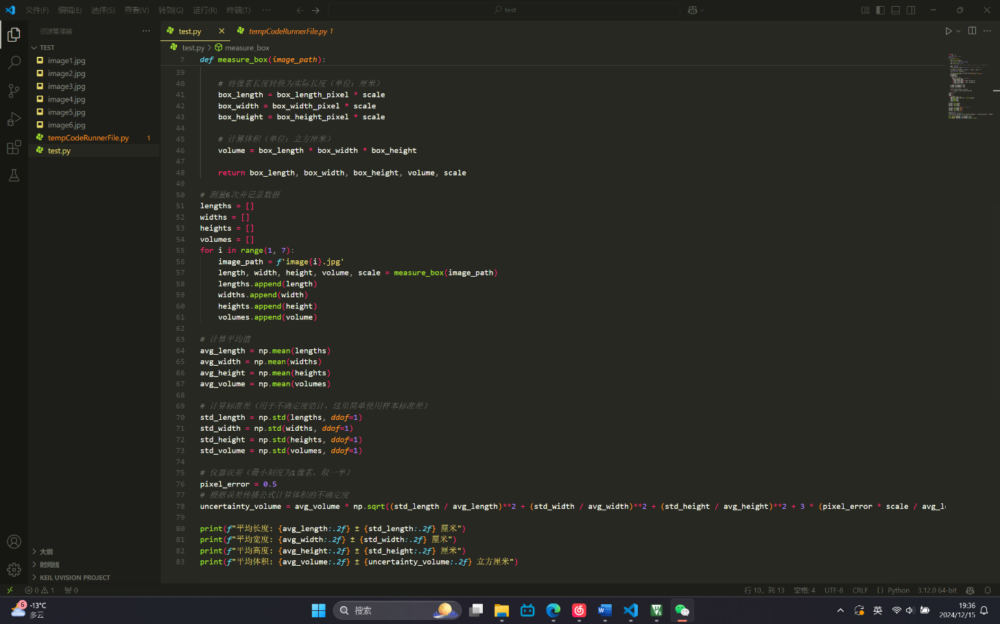 文件(F) 编辑(E) 选择(S) 查看(V) 转到(G) 运行(R) 终端(T) ··· test
资源管理器 ···
TEST
image1.jpg
image2.jpg
image3.jpg
image4.jpg
image5.jpg
image6.jpg
tempCodeRunnerFile.py 1
test.py
大纲
时间线
KEIL UVISION PROJECT
test.py tempCodeRunnerFile.py 1
test.py > measure_box
7 def measure_box(image_path):
39
40 # 将像素长度转换为实际长度（单位：厘米）
41 box_length = box_length_pixel * scale
42 box_width = box_width_pixel * scale
43 box_height = box_height_pixel * scale
44
45 # 计算体积（单位：立方厘米）
46 volume = box_length * box_width * box_height
47
48 return box_length, box_width, box_height, volume, scale
49
50 # 测量6次并记录数据
51 lengths = []
52 widths = []
53 heights = []
54 volumes = []
55 for i in range(1, 7):
56 image_path = f'image{i}.jpg'
57 length, width, height, volume, scale = measure_box(image_path)
58 lengths.append(length)
59 widths.append(width)
60 heights.append(height)
61 volumes.append(volume)
62
63 # 计算平均值
64 avg_length = np.mean(lengths)
65 avg_width = np.mean(widths)
66 avg_height = np.mean(heights)
67 avg_volume = np.mean(volumes)
68
69 # 计算标准差（用于不确定度估计，这里简单使用样本标准差）
70 std_length = np.std(lengths, ddof=1)
71 std_width = np.std(widths, ddof=1)
72 std_height = np.std(heights, ddof=1)
73 std_volume = np.std(volumes, ddof=1)
74
75 # 仪器误差（最小刻度为1像素，取一半）
76 pixel_error = 0.5
77 # 根据误差传播公式计算体积的不确定度
78 uncertainty_volume = avg_volume * np.sqrt((std_length / avg_length)**2 + (std_width / avg_width)**2 + (std_height / avg_height)**2 + 3 * (pixel_error * scale / avg_l
79
80 print(f"平均长度: {avg_length:.2f} ± {std_length:.2f} 厘米")
81 print(f"平均宽度: {avg_width:.2f} ± {std_width:.2f} 厘米")
82 print(f"平均高度: {avg_height:.2f} ± {std_height:.2f} 厘米")
83 print(f"平均体积: {avg_volume:.2f} ± {uncertainty_volume:.2f} 立方厘米")
0 1 0 行 10，列 13 空格: 4 UTF-8 CRLF { } Python 3.12.0 64-bit
6 -13°C
多云
搜索
英
19:36
2024/12/15